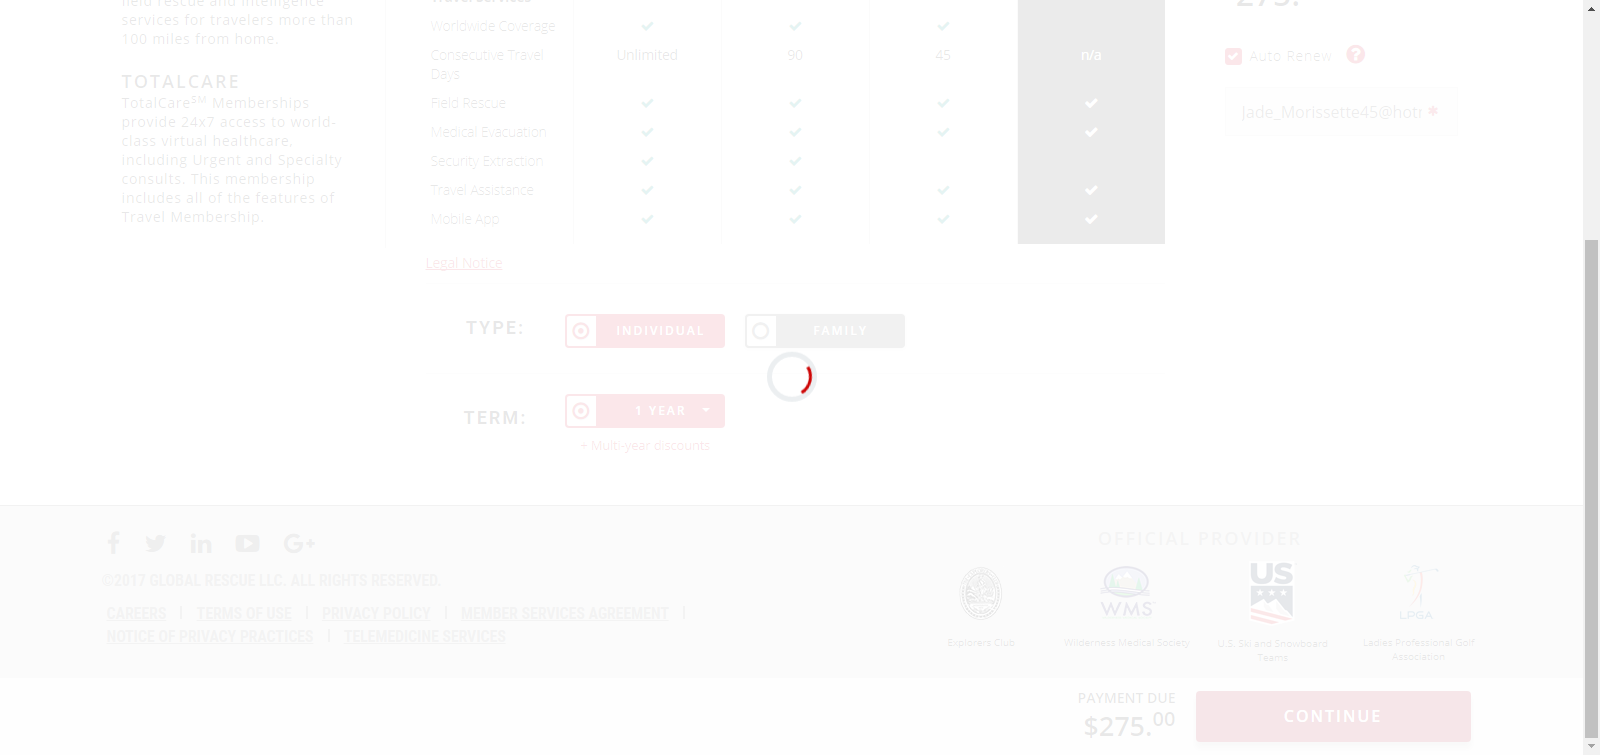 field rescue and intelligence
services for travelers more than
100 miles from home.
TOTALCARE
TotalCareSM Memberships
provide 24x7 access to world-
class virtual healthcare,
including Urgent and Specialty
consults. This membership
includes all of the features of
Travel Membership.
Worldwide Coverage
Consecutive Travel Unlimited 90 45 n/a
Days
Field Rescue
Medical Evacuation
Security Extraction
Travel Assistance
Mobile App
Legal Notice
275.
Auto Renew ?
Jade_Morissette45@hotr *
TYPE: INDIVIDUAL FAMILY
TERM: 1 YEAR
+ Multi-year discounts
©2017 GLOBAL RESCUE LLC. ALL RIGHTS RESERVED.
CAREERS | TERMS OF USE | PRIVACY POLICY | MEMBER SERVICES AGREEMENT |
NOTICE OF PRIVACY PRACTICES | TELEMEDICINE SERVICES
OFFICIAL PROVIDER
WMS
US
LPGA
Explorers Club
Wilderness Medical Society
U.S. Ski and Snowboard
Teams
Ladies Professional Golf
Association
PAYMENT DUE
$275.00
CONTINUE